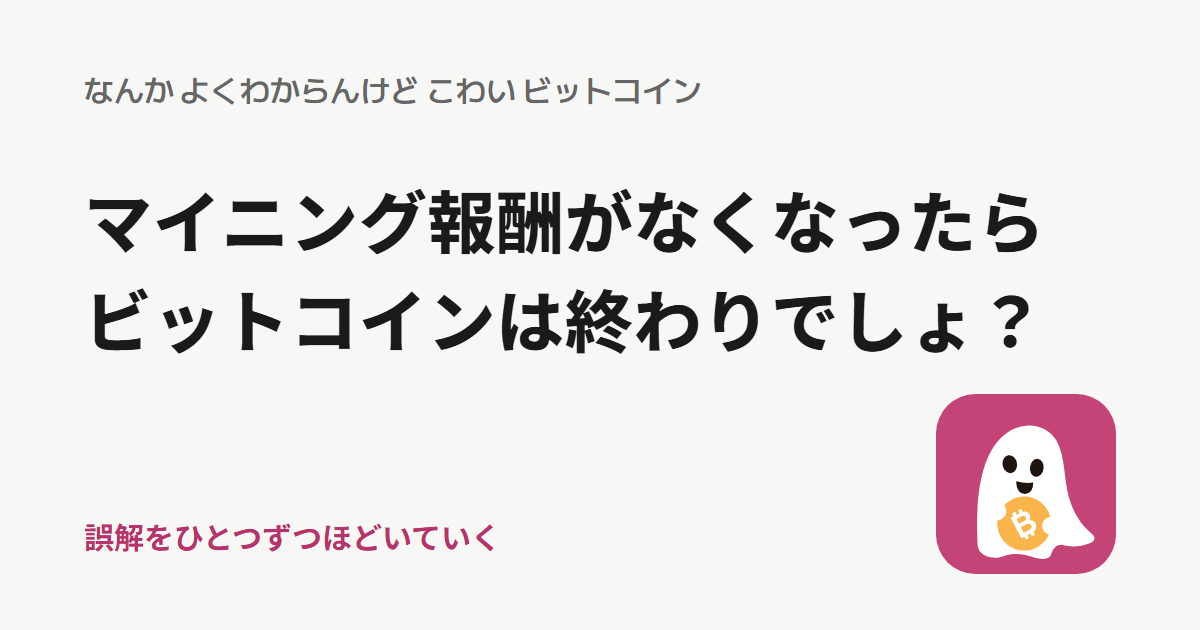 なんか よくわからんけど こわい ビットコイン
マイニング報酬がなくなったら
ビットコインは終わりでしょ？
誤解をひとつずつほどいていく